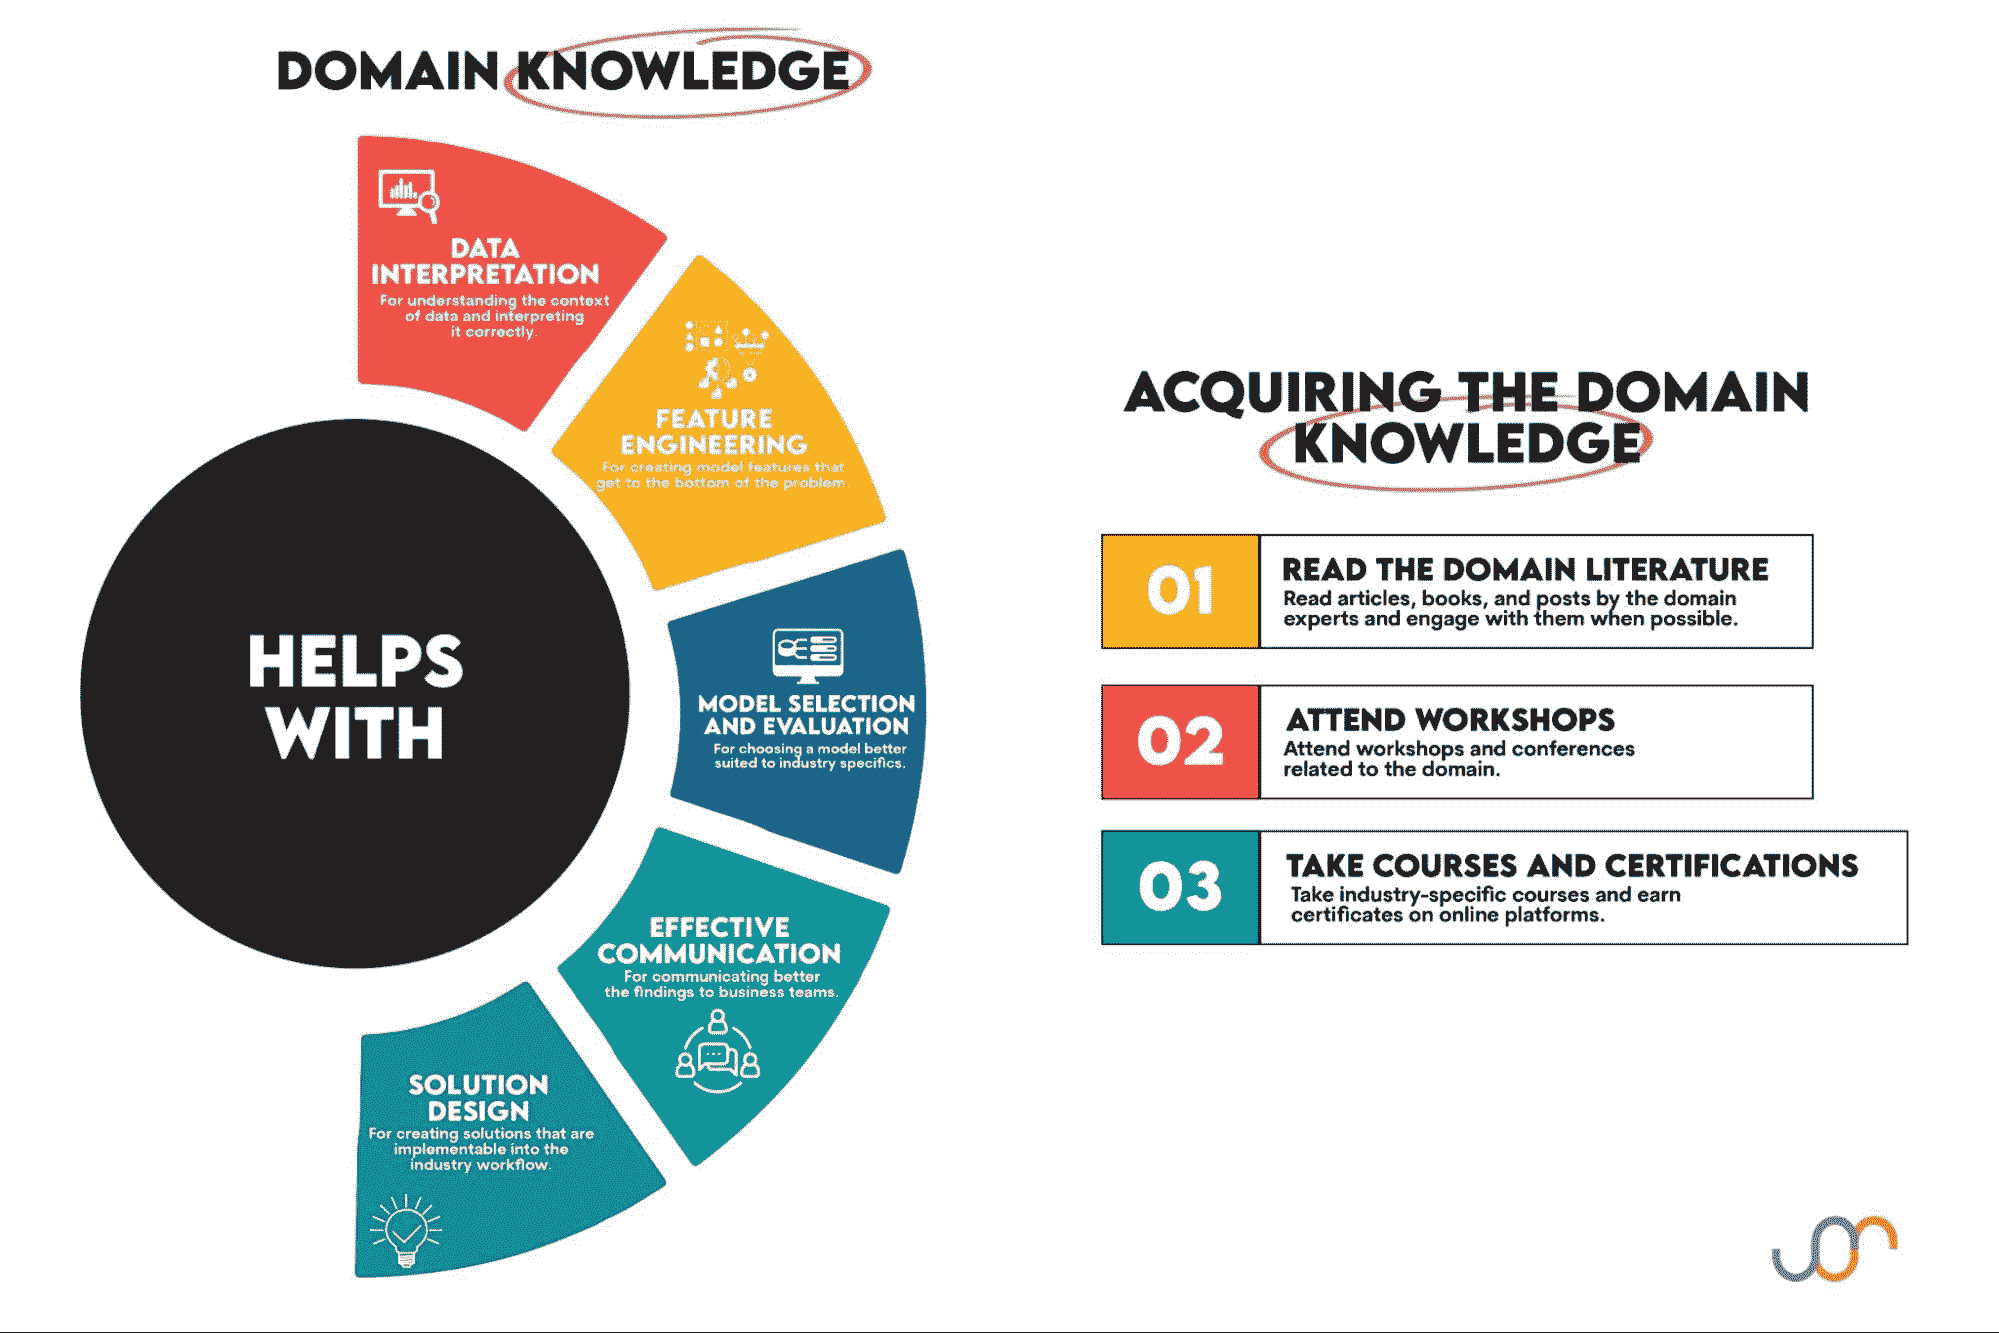 DOMAIN KNOWLEDGE
DATA
INTERPRETATION
For understanding the context
of data and interpreting
it correctly.
FEATURE
ENGINEERING
For creating model features that
get to the bottom of the problem.
HELPS
WITH
MODEL SELECTION
AND EVALUATION
For choosing a model better
suited to industry specifics.
EFFECTIVE
COMMUNICATION
For communicating better
the findings to business teams.
SOLUTION
DESIGN
For creating solutions that are
implementable into the
industry workflow.
ACQUIRING THE DOMAIN
KNOWLEDGE
01
READ THE DOMAIN LITERATURE
Read articles, books, and posts by the domain
experts and engage with them when possible.
02
ATTEND WORKSHOPS
Attend workshops and conferences
related to the domain.
03
TAKE COURSES AND CERTIFICATIONS
Take industry-specific courses and earn
certificates on online platforms.